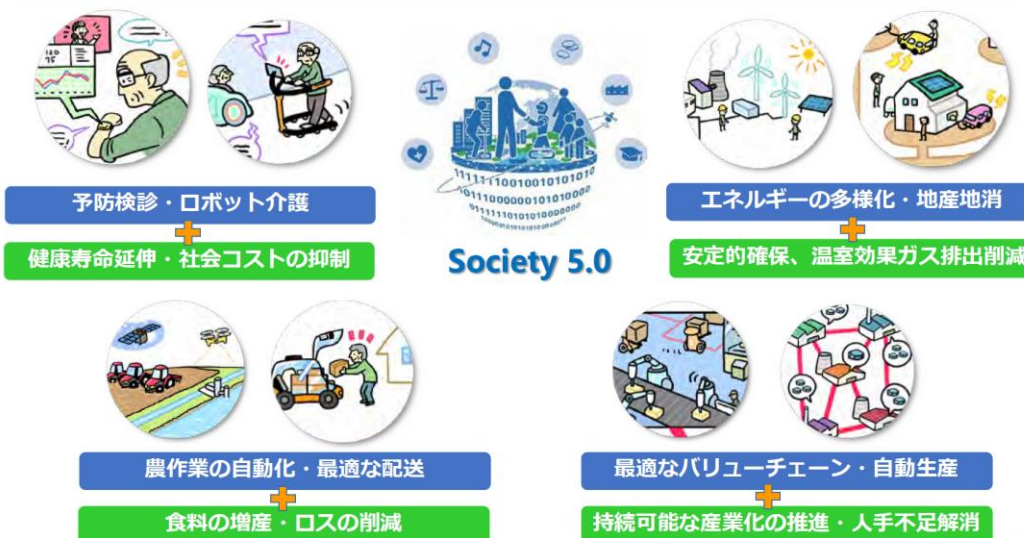 予防検診・ロボット介護
健康寿命延伸・社会コストの抑制
Society 5.0
エネルギーの多様化・地産地消
安定的確保、温室効果ガス排出削減
農作業の自動化・最適な配送
食料の増産・ロスの削減
最適なバリューチェーン・自動生産
持続可能な産業化の推進・人手不足解消